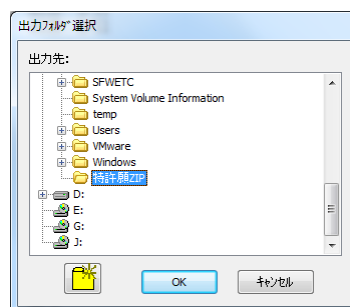 出力ﾌｫﾙﾀﾞ選択
出力先:
SFWETC
System Volume Information
temp
Users
VMware
Windows
特許願ZIP
D:
E:
G:
J:
OK
ｷｬﾝｾﾙ